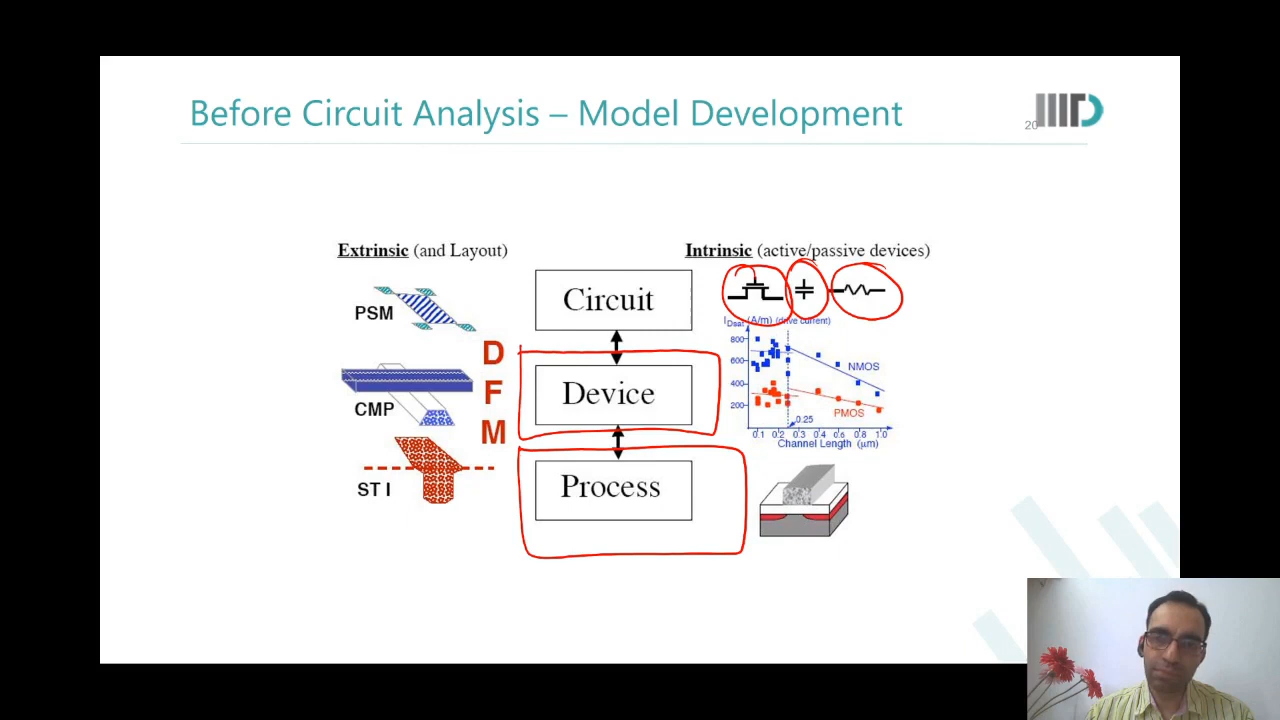 Before Circuit Analysis – Model Development
20
IIITD
Extrinsic (and Layout)
Intrinsic (active/passive devices)
PSM
CMP
ST I
D
F
M
Circuit
Device
Process
I Dsat (A/m) (drive current)
800
600
400
200
NMOS
PMOS
0.25
0.1 0.2 0.3 0.4 0.6 0.8 1.0
Channel Length (μm)